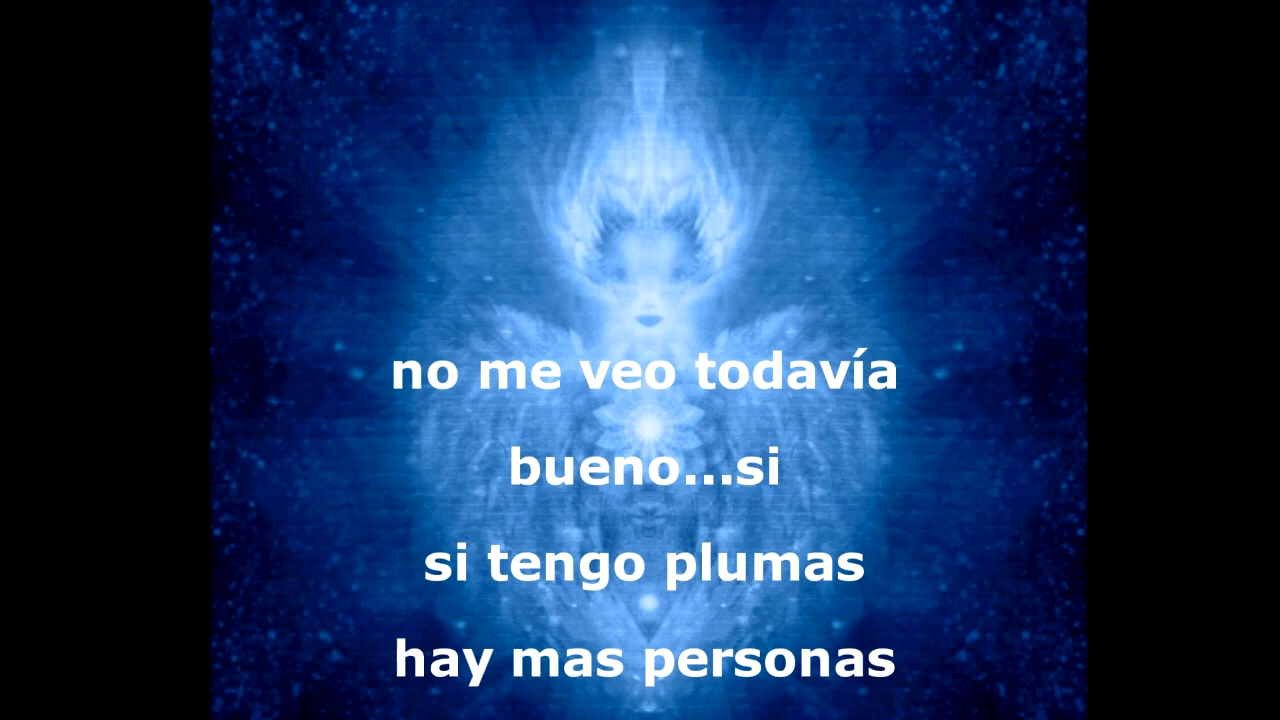 no me veo todavía
bueno...si
si tengo plumas
hay mas personas